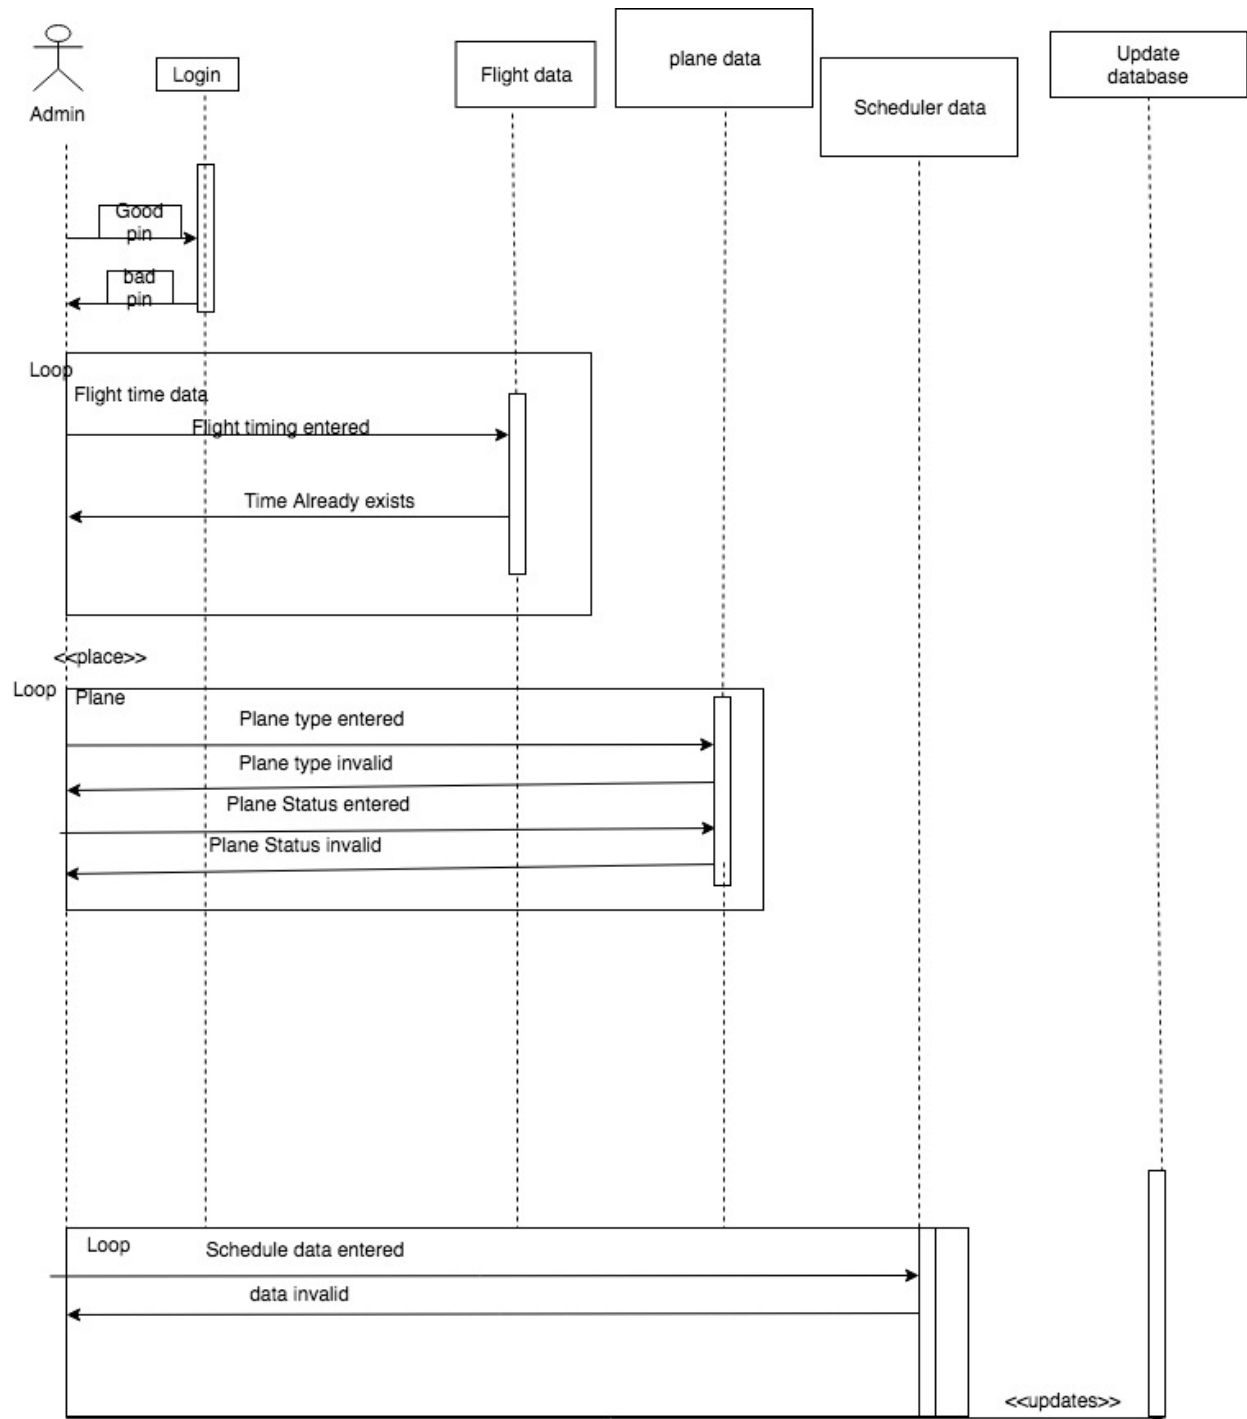 Admin
Login
Flight data
plane data
Scheduler data
Update
database
Good
pin
bad
pin
Loop
Flight time data
Flight timing entered
Time Already exists
<<place>>
Loop
Plane
Plane type entered
Plane type invalid
Plane Status entered
Plane Status invalid
Loop
Schedule data entered
data invalid
<<updates>>